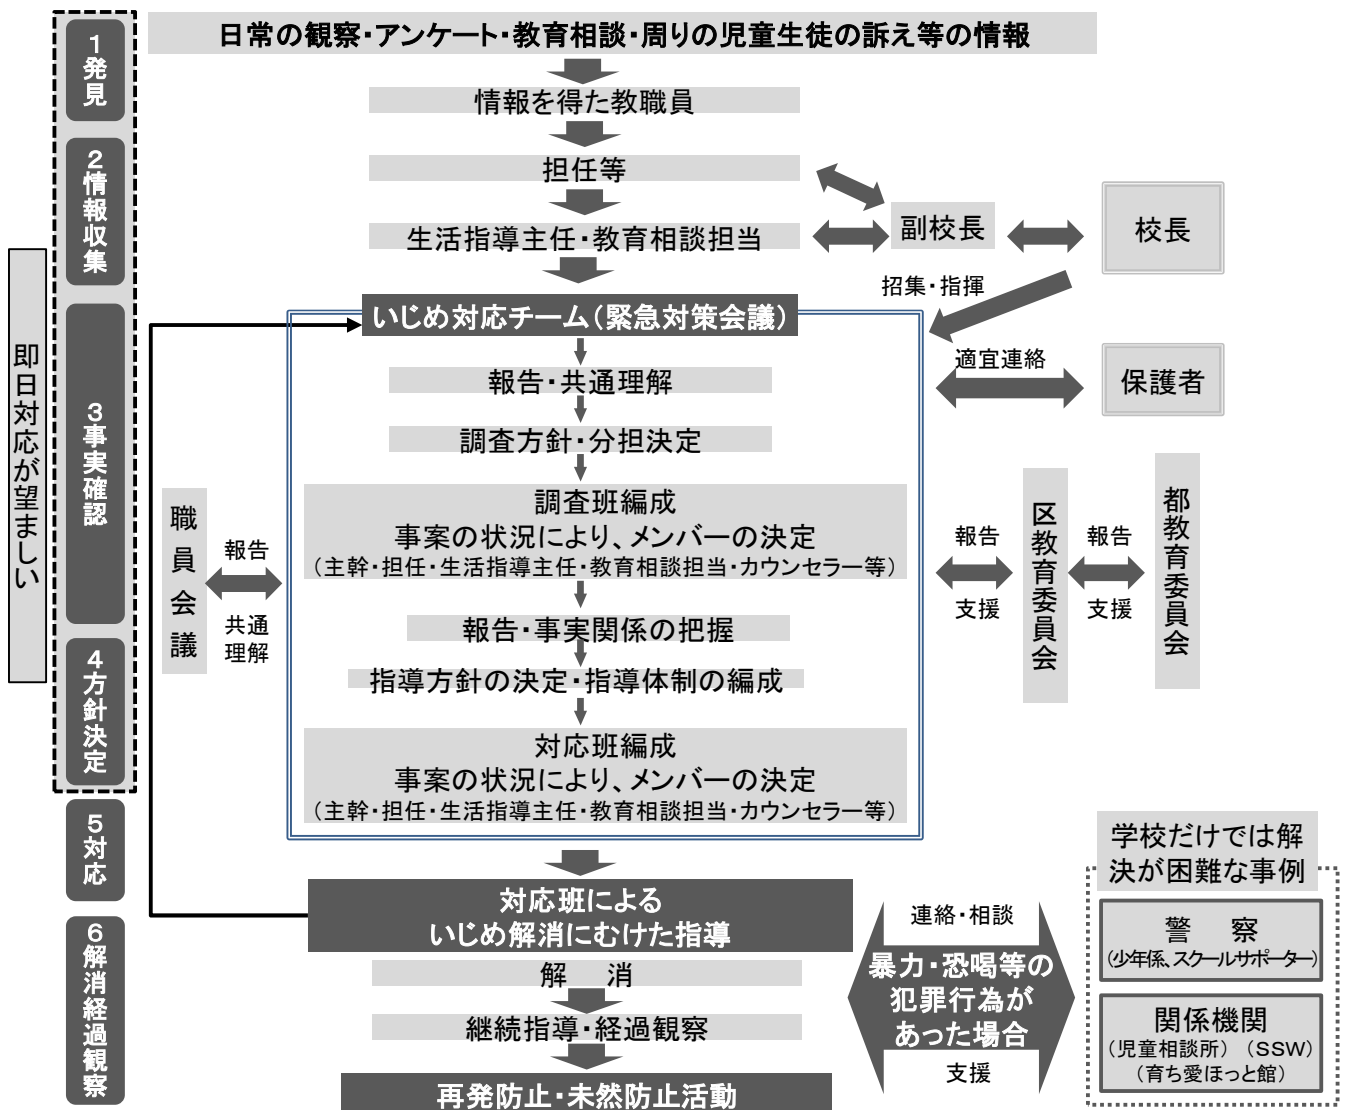 日常の観察・アンケート・教育相談・周りの児童生徒の訴え等の情報
1発見
情報を得た教職員
2情報収集
担任等
生活指導主任・教育相談担当
副校長
校長
招集・指揮
即日対応が望ましい
3事実確認
いじめ対応チーム（緊急対策会議）
適宜連絡
保護者
報告・共通理解
調査方針・分担決定
調査班編成
事案の状況により、メンバーの決定
（主幹・担任・生活指導主任・教育相談担当・カウンセラー等）
職員会議
報告
共通
理解
報告
支援
区教育委員会
報告
支援
都教育委員会
報告・事実関係の把握
4方針決定
指導方針の決定・指導体制の編成
対応班編成
事案の状況により、メンバーの決定
（主幹・担任・生活指導主任・教育相談担当・カウンセラー等）
5対応
対応班による
いじめ解消にむけた指導
6解消経過観察
解　消
継続指導・経過観察
再発防止・未然防止活動
連絡・相談
暴力・恐喝等の
犯罪行為が
あった場合
支援
学校だけでは解
決が困難な事例
警　察
（少年係、スクールサポーター）
関係機関
（児童相談所）（SSW）
（育ち愛ほっと館）